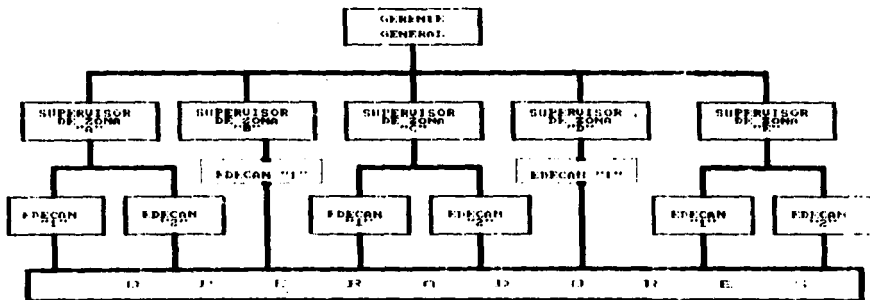 GERENTE
GENERAL
SUPERVISOR
DE ZONA
"A"
SUPERVISOR
DE ZONA
"B"
SUPERVISOR
DE ZONA
"C"
SUPERVISOR
DE ZONA
"D"
SUPERVISOR
DE ZONA
"E"
EDECAN "1"
EDECAN "1"
EDECAN
"1"
EDECAN
"2"
EDECAN
"1"
EDECAN
"2"
EDECAN
"1"
EDECAN
"2"
O P E R A D O R E S